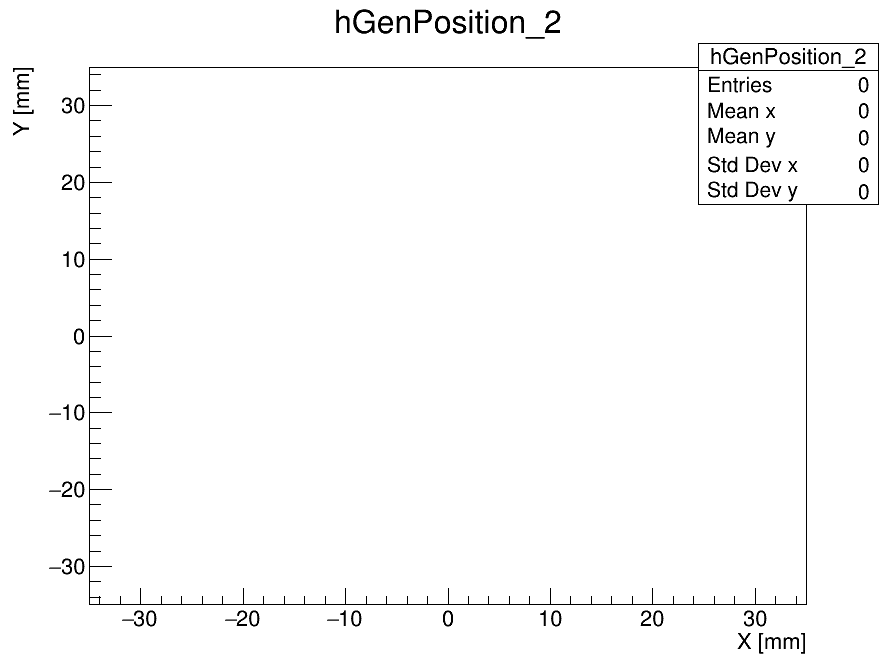 hGenPosition_2
hGenPosition_2
Entries 0
Mean x 0
Mean y 0
Std Dev x 0
Std Dev y 0
Y [mm]
30
20
10
0
−10
−20
−30
−30 −20 −10 0 10 20 30
X [mm]